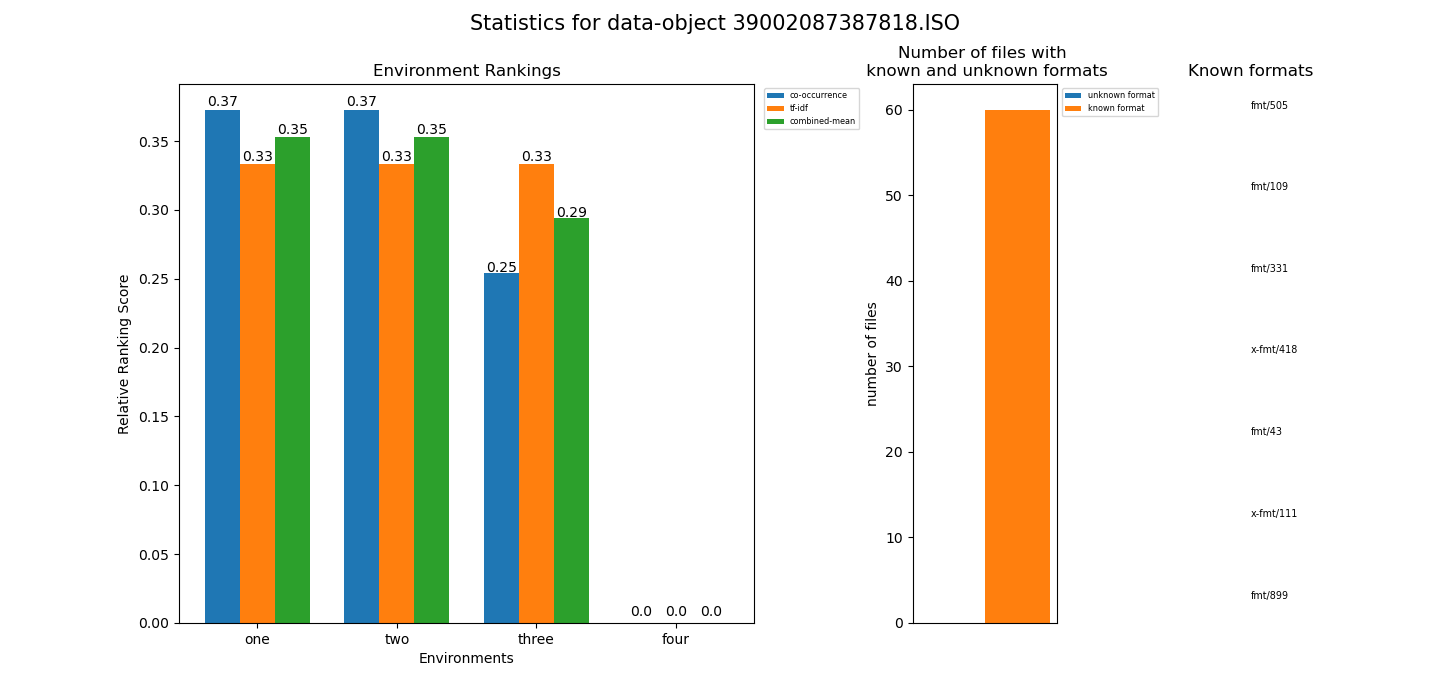 Statistics for data-object 39002087387818.ISO
Environment Rankings
0.37
0.33
0.35
0.37
0.33
0.35
0.25
0.33
0.29
0.0
0.0
0.0
0.35
0.30
0.25
0.20
0.15
0.10
0.05
0.00
Relative Ranking Score
one
two
three
four
Environments
co-occurrence
tf-idf
combined-mean
Number of files with
known and unknown formats
60
50
40
30
20
10
0
number of files
unknown format
known format
Known formats
fmt/505
fmt/109
fmt/331
x-fmt/418
fmt/43
x-fmt/111
fmt/899